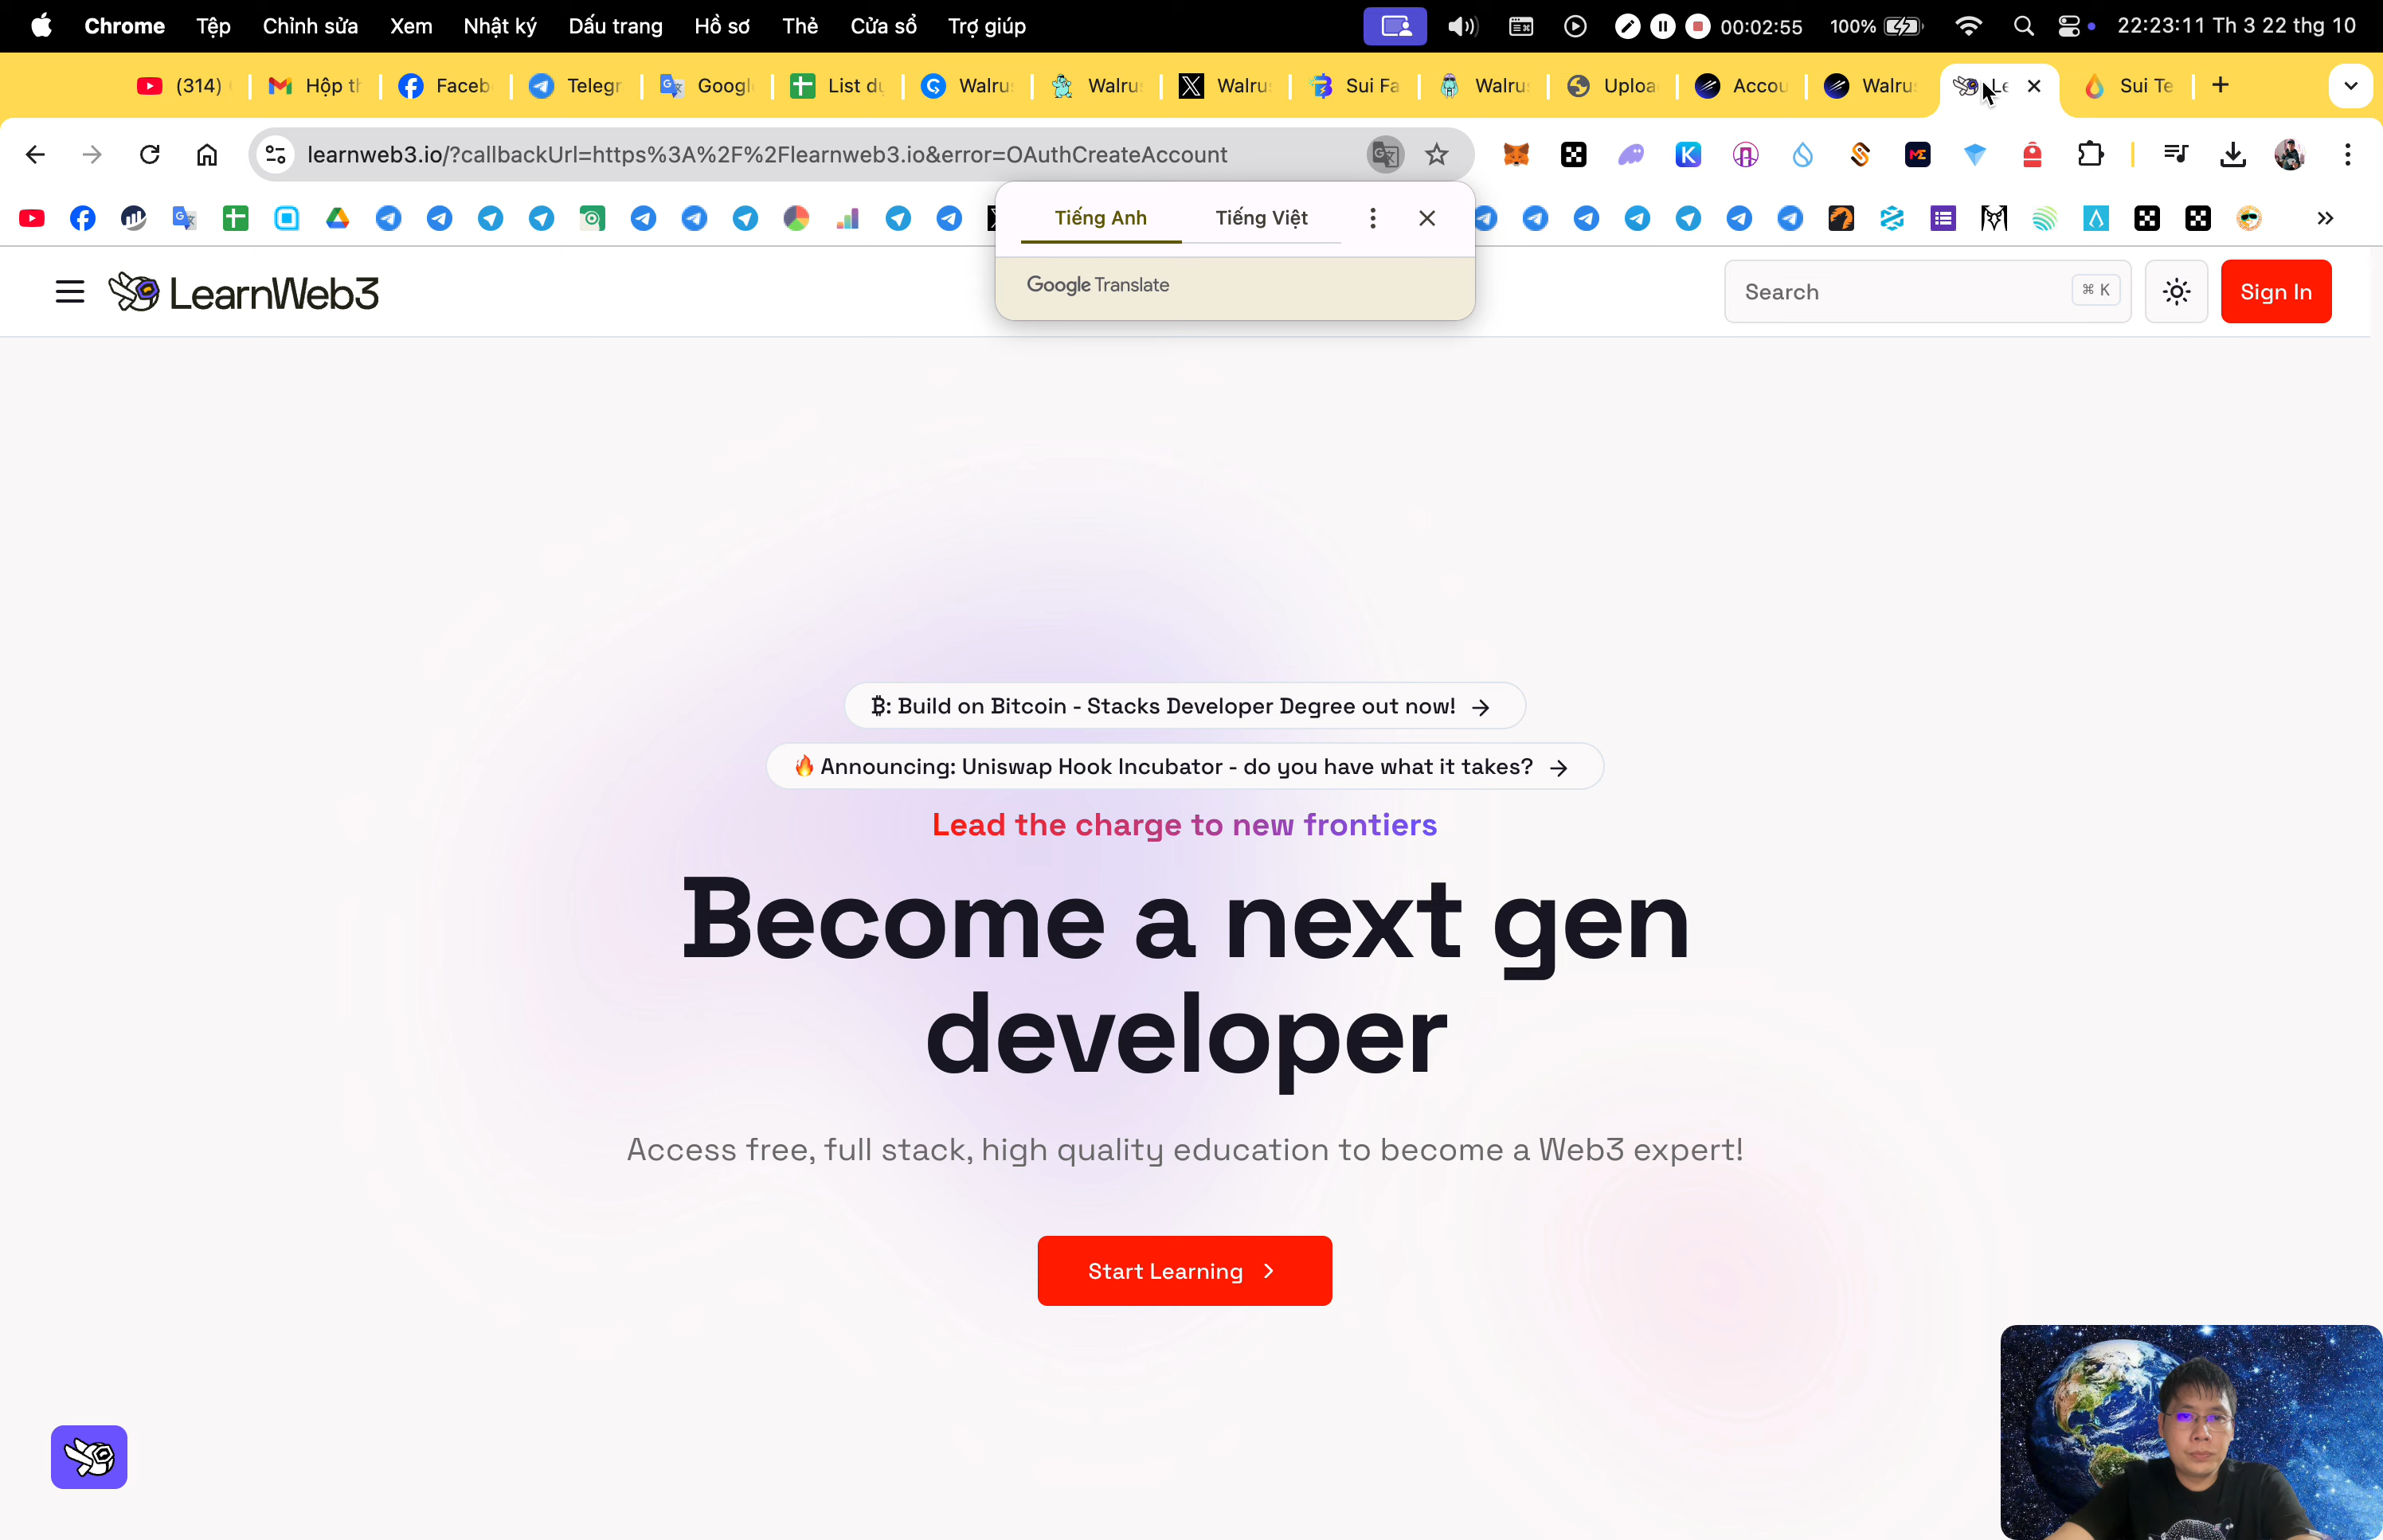 Chrome Tệp Chỉnh sửa Xem Nhật ký Dấu trang Hồ sơ Thẻ Cửa sổ Trợ giúp 00:02:55 100% 22:23:11 Th 3 22 thg 10
(314) Hộp th Faceb Telegr Google List dự Walru Walru Walru Sui Fa Walru Uploa Accou Walru Le Sui Te
learnweb3.io/?callbackUrl=https%3A%2F%2Flearnweb3.io&error=OAuthCreateAccount
Tiếng Anh Tiếng Việt
Google Translate
LearnWeb3 Search ⌘ K Sign In
₿: Build on Bitcoin - Stacks Developer Degree out now! →
🔥 Announcing: Uniswap Hook Incubator - do you have what it takes? →
Lead the charge to new frontiers
Become a next gen
developer
Access free, full stack, high quality education to become a Web3 expert!
Start Learning